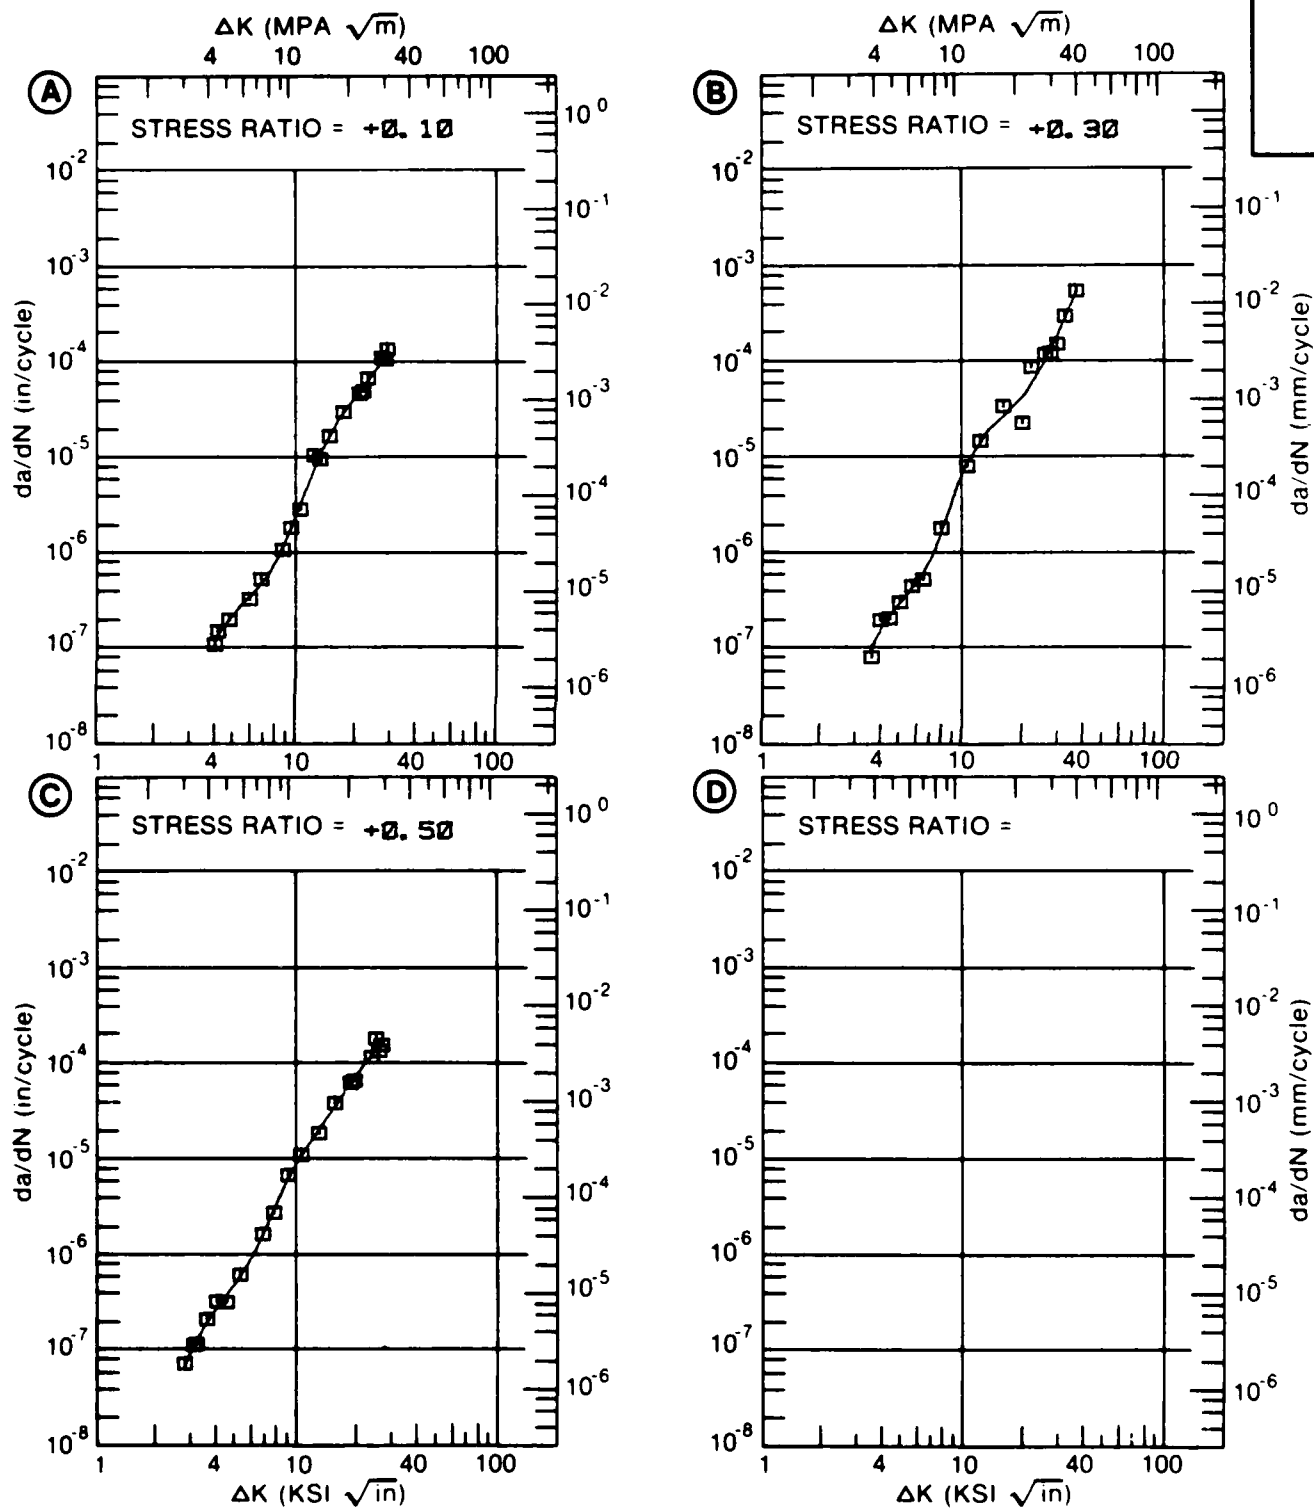 ΔK (MPA √m)
4 10 40 100
ΔK (MPA √m)
4 10 40 100
A
STRESS RATIO = +0.10
10^0
10^-2
10^-1
10^-3
10^-2
10^-4
10^-3
10^-5
10^-4
10^-6
10^-5
10^-7
10^-6
10^-8
da/dN (in/cycle)
1 4 10 40 100
B
STRESS RATIO = +0.30
10^-2
10^-1
10^-3
10^-2
10^-4
10^-3
10^-5
10^-4
10^-6
10^-5
10^-7
10^-6
10^-8
da/dN (mm/cycle)
1 4 10 40 100
C
STRESS RATIO = +0.50
10^0
10^-2
10^-1
10^-3
10^-2
10^-4
10^-3
10^-5
10^-4
10^-6
10^-5
10^-7
10^-6
10^-8
da/dN (in/cycle)
1 4 10 40 100
ΔK (KSI √in)
D
STRESS RATIO =
10^0
10^-2
10^-1
10^-3
10^-2
10^-4
10^-3
10^-5
10^-4
10^-6
10^-5
10^-7
10^-6
10^-8
da/dN (mm/cycle)
1 4 10 40 100
ΔK (KSI √in)